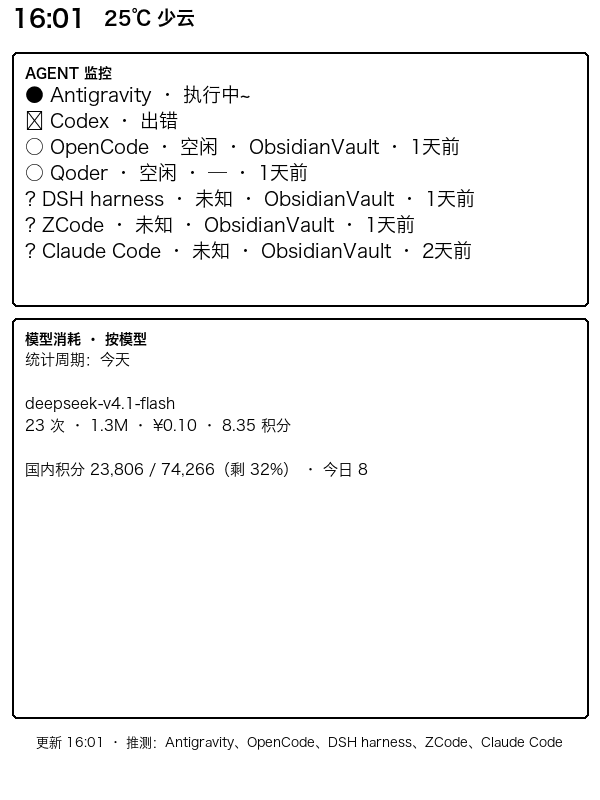 16:01 25℃ 少云
AGENT 监控
● Antigravity · 执行中~
☒ Codex · 出错
○ OpenCode · 空闲 · ObsidianVault · 1天前
○ Qoder · 空闲 · — · 1天前
? DSH harness · 未知 · ObsidianVault · 1天前
? ZCode · 未知 · ObsidianVault · 1天前
? Claude Code · 未知 · ObsidianVault · 2天前
模型消耗 · 按模型
统计周期：今天
deepseek-v4.1-flash
23 次 · 1.3M · ¥0.10 · 8.35 积分
国内积分 23,806 / 74,266（剩 32%） · 今日 8
更新 16:01 · 推测：Antigravity、OpenCode、DSH harness、ZCode、Claude Code